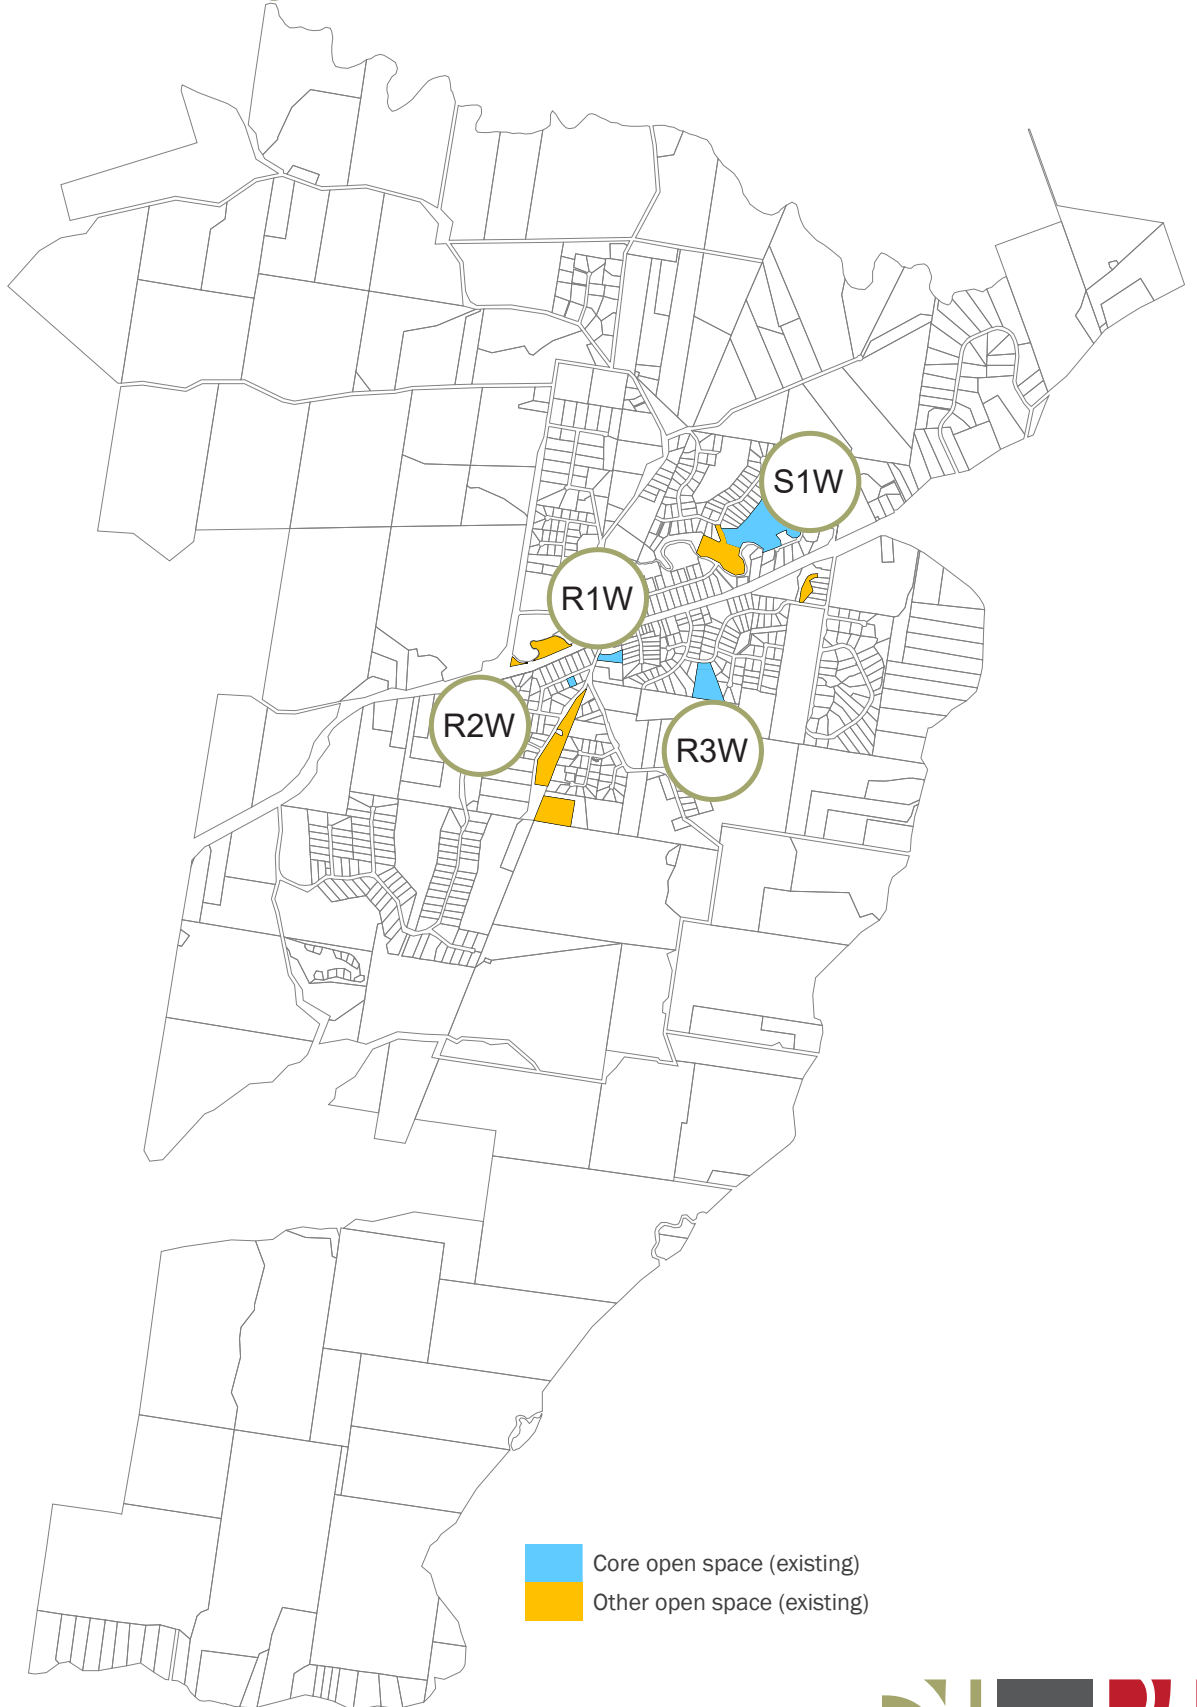 S1W
R1W
R2W
R3W
Core open space (existing)
Other open space (existing)